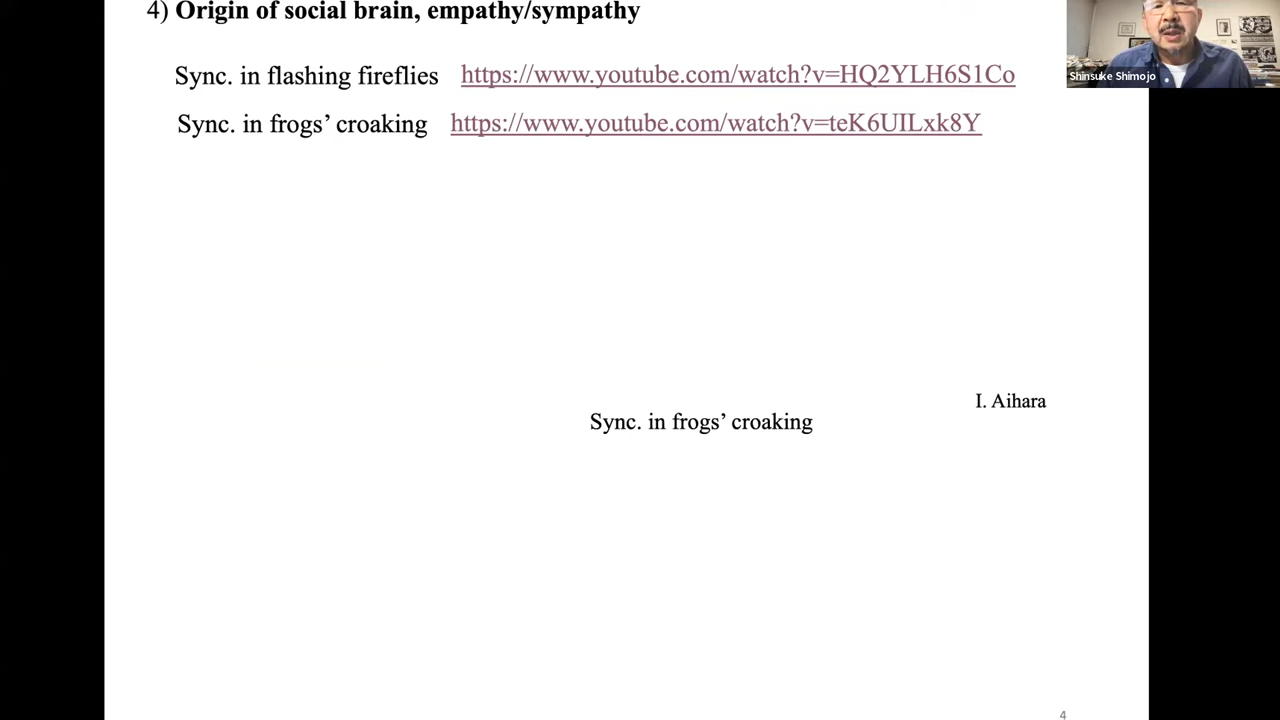 4) Origin of social brain, empathy/sympathy
Shinsuke Shimojo
Sync. in flashing fireflies https://www.youtube.com/watch?v=HQ2YLH6S1Co
Sync. in frogs’ croaking https://www.youtube.com/watch?v=teK6UILxk8Y
I. Aihara
Sync. in frogs’ croaking
4